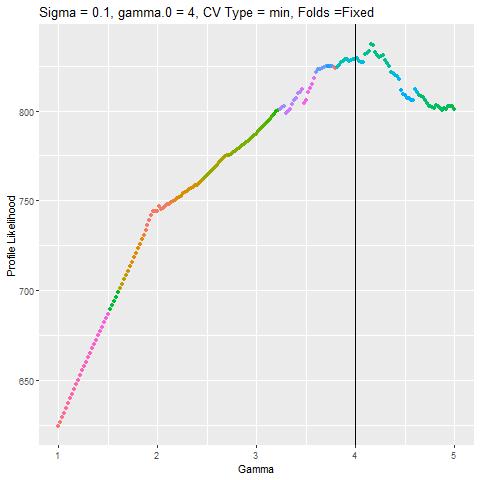 Sigma = 0.1, gamma.0 = 4, CV Type = min, Folds =Fixed
Profile Likelihood
800
750
700
650
1 2 3 4 5
Gamma